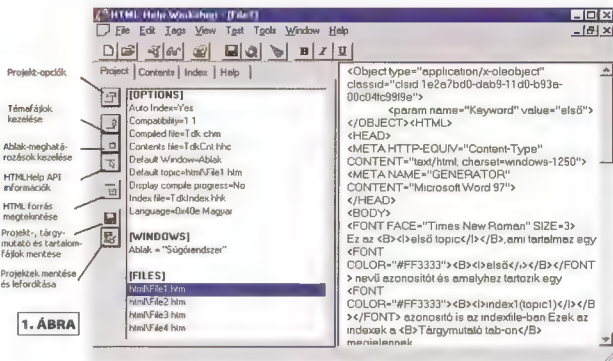 HTML Help Workshop - [File1]
File Edit Tags View Test Tools Window Help
B I U
Project Contents Index Help
Projekt-opciók
Témafájlok
kezelése
Ablak-meghatá-
rozások kezelése
HTMLHelp API
információk
HTML forrás
megtekintése
Projekt-, tárgy-
mutató és tartalom-
fájlok mentése
Projektek mentése
és lefordítása
1. ÁBRA
[OPTIONS]
Auto Index=Yes
Compatibility=1 1
Compiled file=Tdk chm
Contents file=TdkCnt hhc
Default Window=Ablak
Default topic=html\File1 htm
Display compile progress=No
Index file=TdkIndex hhk
Language=0x40e Magyar
[WINDOWS]
Ablak = "Súgórendszer"
[FILES]
html\File1 htm
html\File2 htm
html\File3 htm
html\File4 htm
<Object type="application/x-oleobject"
classid="clsid 1e2a7bd0-dab9-11d0-b93a-
00c04fc99f9e">
<param name="Keyword" value="első">
</OBJECT><HTML>
<HEAD>
<META HTTP-EQUIV="Content-Type"
CONTENT="text/html, charset=windows-1250">
<META NAME="GENERATOR"
CONTENT="Microsoft Word 97">
</HEAD>
<BODY>
<FONT FACE="Times New Roman" SIZE=3>
Ez az <B><I>első topic</I></B>,ami tartalmaz egy
<FONT
COLOR="#FF3333"><B><I>első</I></B></FONT
> nevű azonosítót és amelyhez tartozik egy
<FONT
COLOR="#FF3333"><B><I>index1(topic1)</I></B
></FONT> azonosító is az indexfile-ban Ezek az
indexek a <B>Tárgymutató tab-on</B>
megjelennek